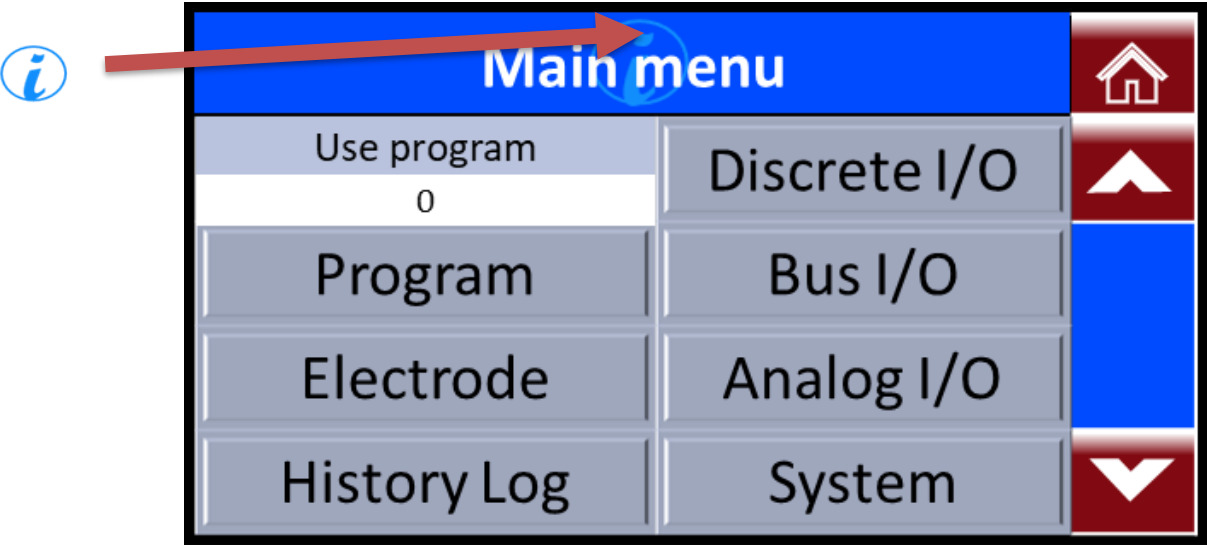 i
Main menu
Use program
0
Program
Electrode
History Log
Discrete I/O
Bus I/O
Analog I/O
System